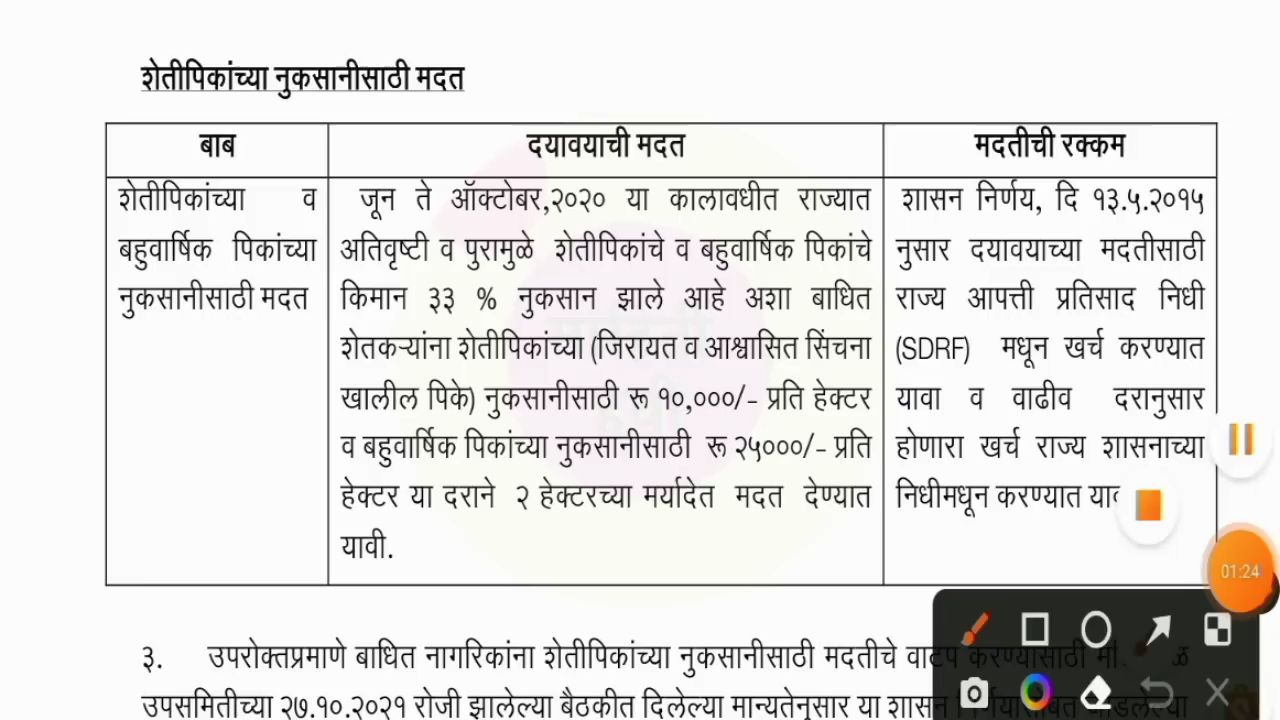 शेतीपिकांच्या नुकसानीसाठी मदत
बाब
दयावयाची मदत
मदतीची रक्कम
शेतीपिकांच्या व
बहुवार्षिक पिकांच्या
नुकसानीसाठी मदत
जून ते ऑक्टोबर,२०२० या कालावधीत राज्यात
अतिवृष्टी व पुरामुळे शेतीपिकांचे व बहुवार्षिक पिकांचे
किमान ३३ % नुकसान झाले आहे अशा बाधित
शेतकऱ्यांना शेतीपिकांच्या (जिरायत व आश्वासित सिंचना
खालील पिके) नुकसानीसाठी रू १०,०००/- प्रति हेक्टर
व बहुवार्षिक पिकांच्या नुकसानीसाठी रू २५०००/- प्रति
हेक्टर या दराने २ हेक्टरच्या मर्यादेत मदत देण्यात
यावी.
शासन निर्णय, दि १३.५.२०१५
नुसार दयावयाच्या मदतीसाठी
राज्य आपत्ती प्रतिसाद निधी
(SDRF) मधून खर्च करण्यात
यावा व वाढीव दरानुसार
होणारा खर्च राज्य शासनाच्या
निधीमधून करण्यात
01:24
३. उपरोक्तप्रमाणे बाधित नागरिकांना शेतीपिकांच्या नुकसानीसाठी मदतीचे वाटप करण्यासाठी
उपसमितीच्या २७.१०.२०२१ रोजी झालेल्या बैठकीत दिलेल्या मान्यतेनुसार या शासन